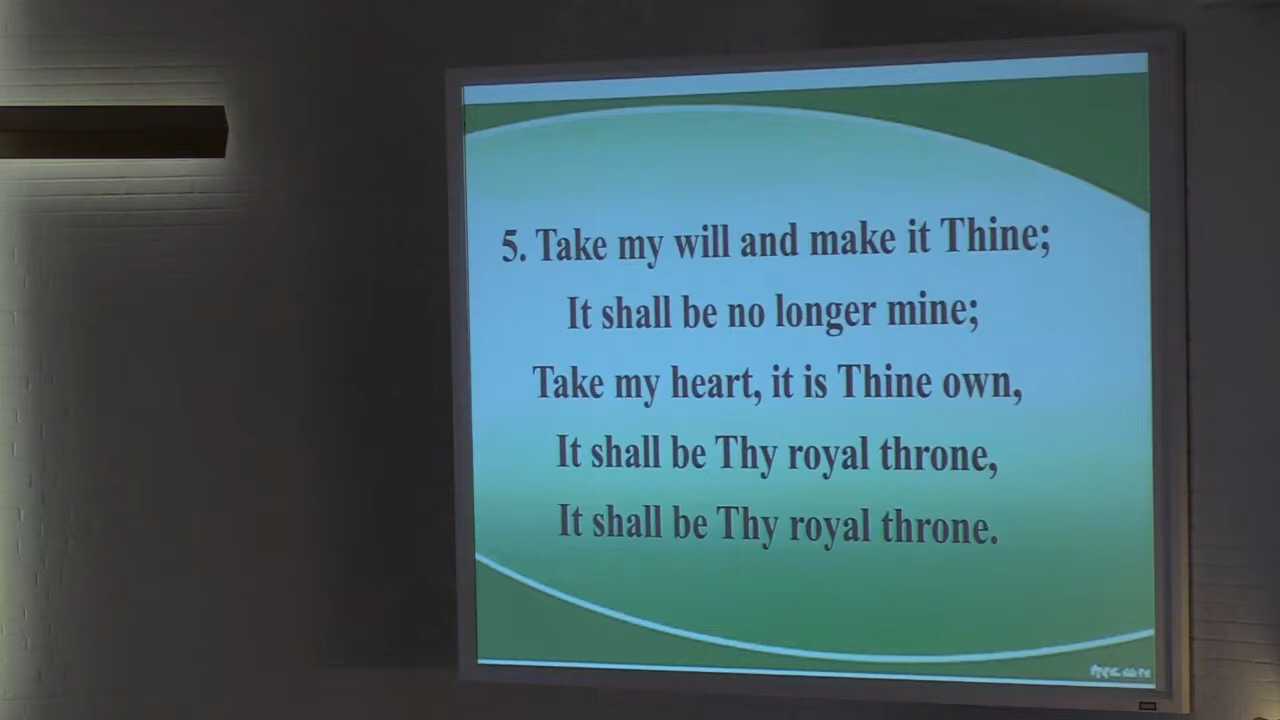 5. Take my will and make it Thine;
It shall be no longer mine;
Take my heart, it is Thine own,
It shall be Thy royal throne,
It shall be Thy royal throne.